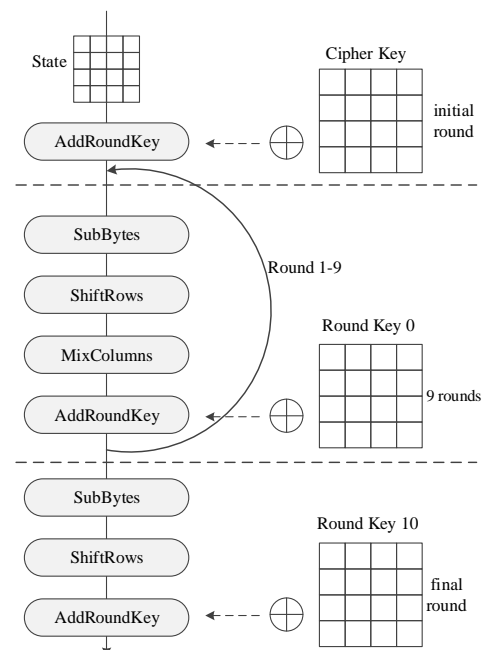 Cipher Key
State
initial
round
AddRoundKey
SubBytes
Round 1-9
ShiftRows
Round Key 0
MixColumns
9 rounds
AddRoundKey
SubBytes
Round Key 10
ShiftRows
final
round
AddRoundKey